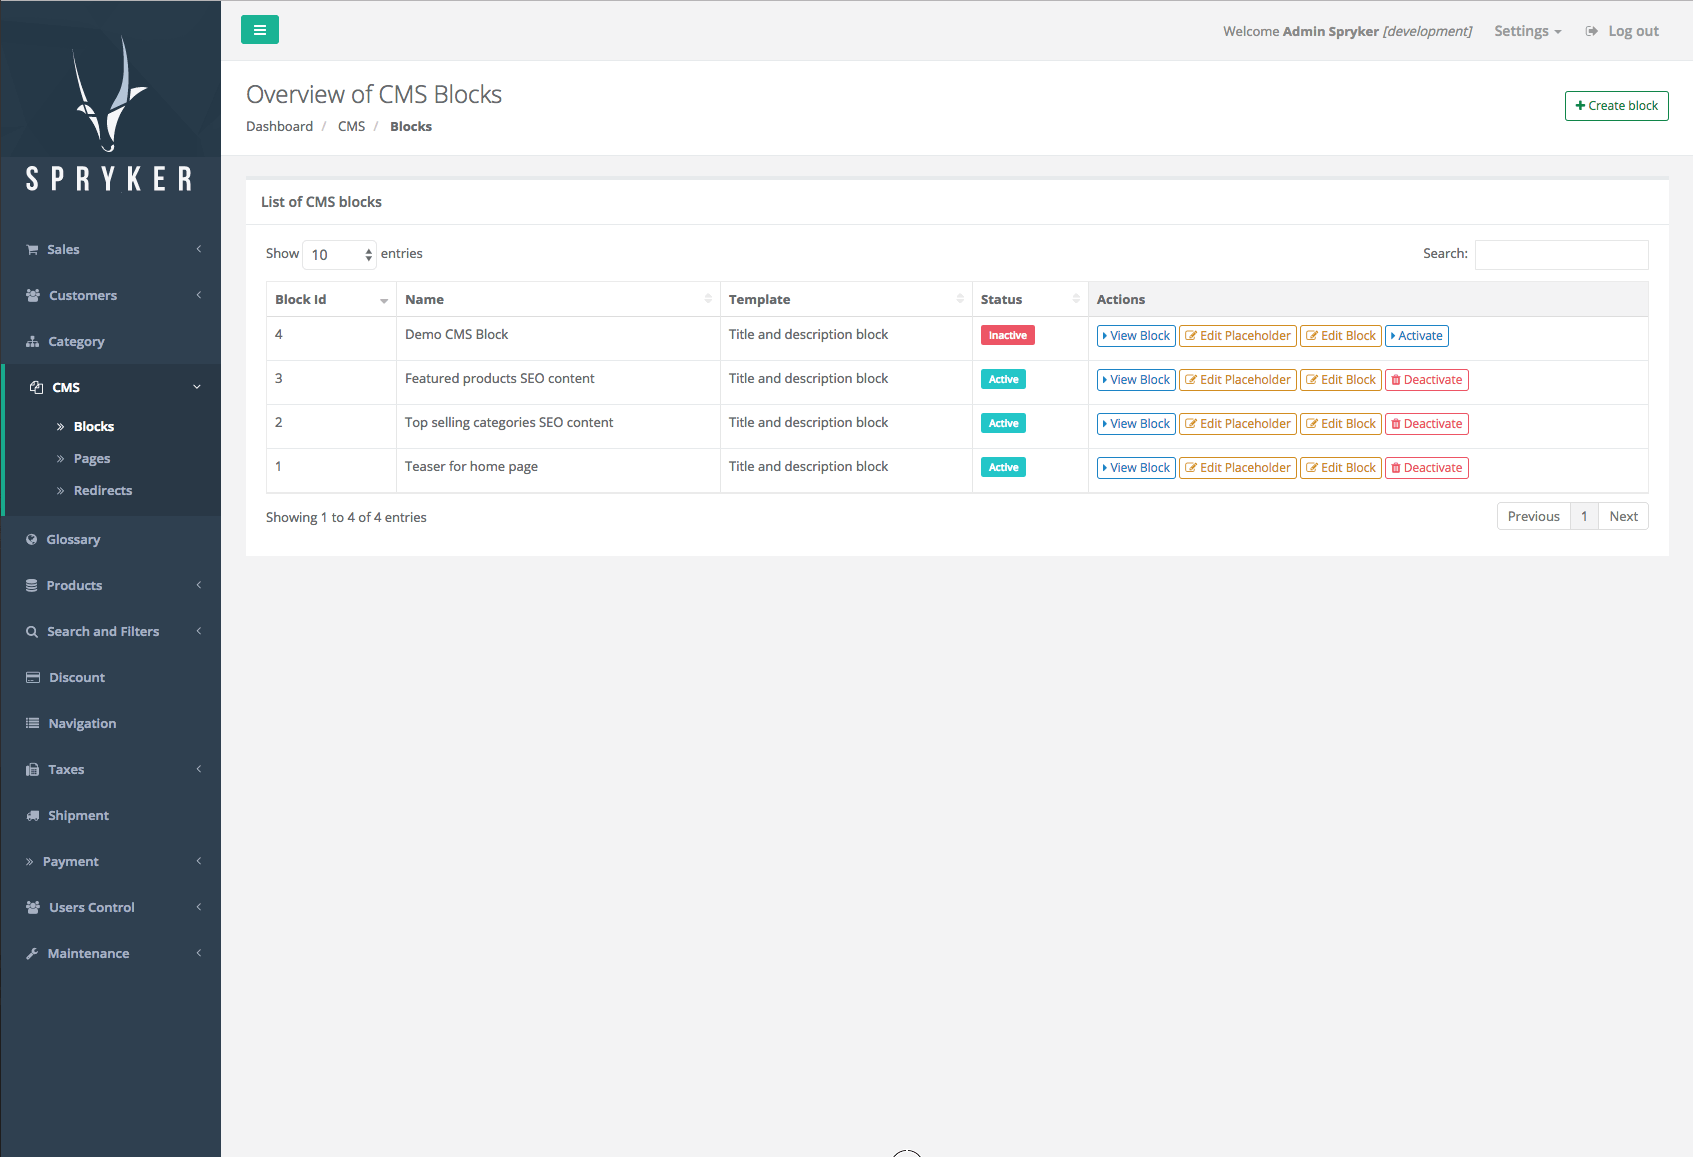 Welcome Admin Spryker [development] Settings Log out
SPRYKER
Overview of CMS Blocks
Dashboard / CMS / Blocks
Create block
Sales
Customers
Category
CMS
Blocks
Pages
Redirects
Glossary
Products
Search and Filters
Discount
Navigation
Taxes
Shipment
Payment
Users Control
Maintenance
List of CMS blocks
Show 10 entries Search:
Block Id Name Template Status Actions
4 Demo CMS Block Title and description block Inactive View Block Edit Placeholder Edit Block Activate
3 Featured products SEO content Title and description block Active View Block Edit Placeholder Edit Block Deactivate
2 Top selling categories SEO content Title and description block Active View Block Edit Placeholder Edit Block Deactivate
1 Teaser for home page Title and description block Active View Block Edit Placeholder Edit Block Deactivate
Showing 1 to 4 of 4 entries Previous 1 Next